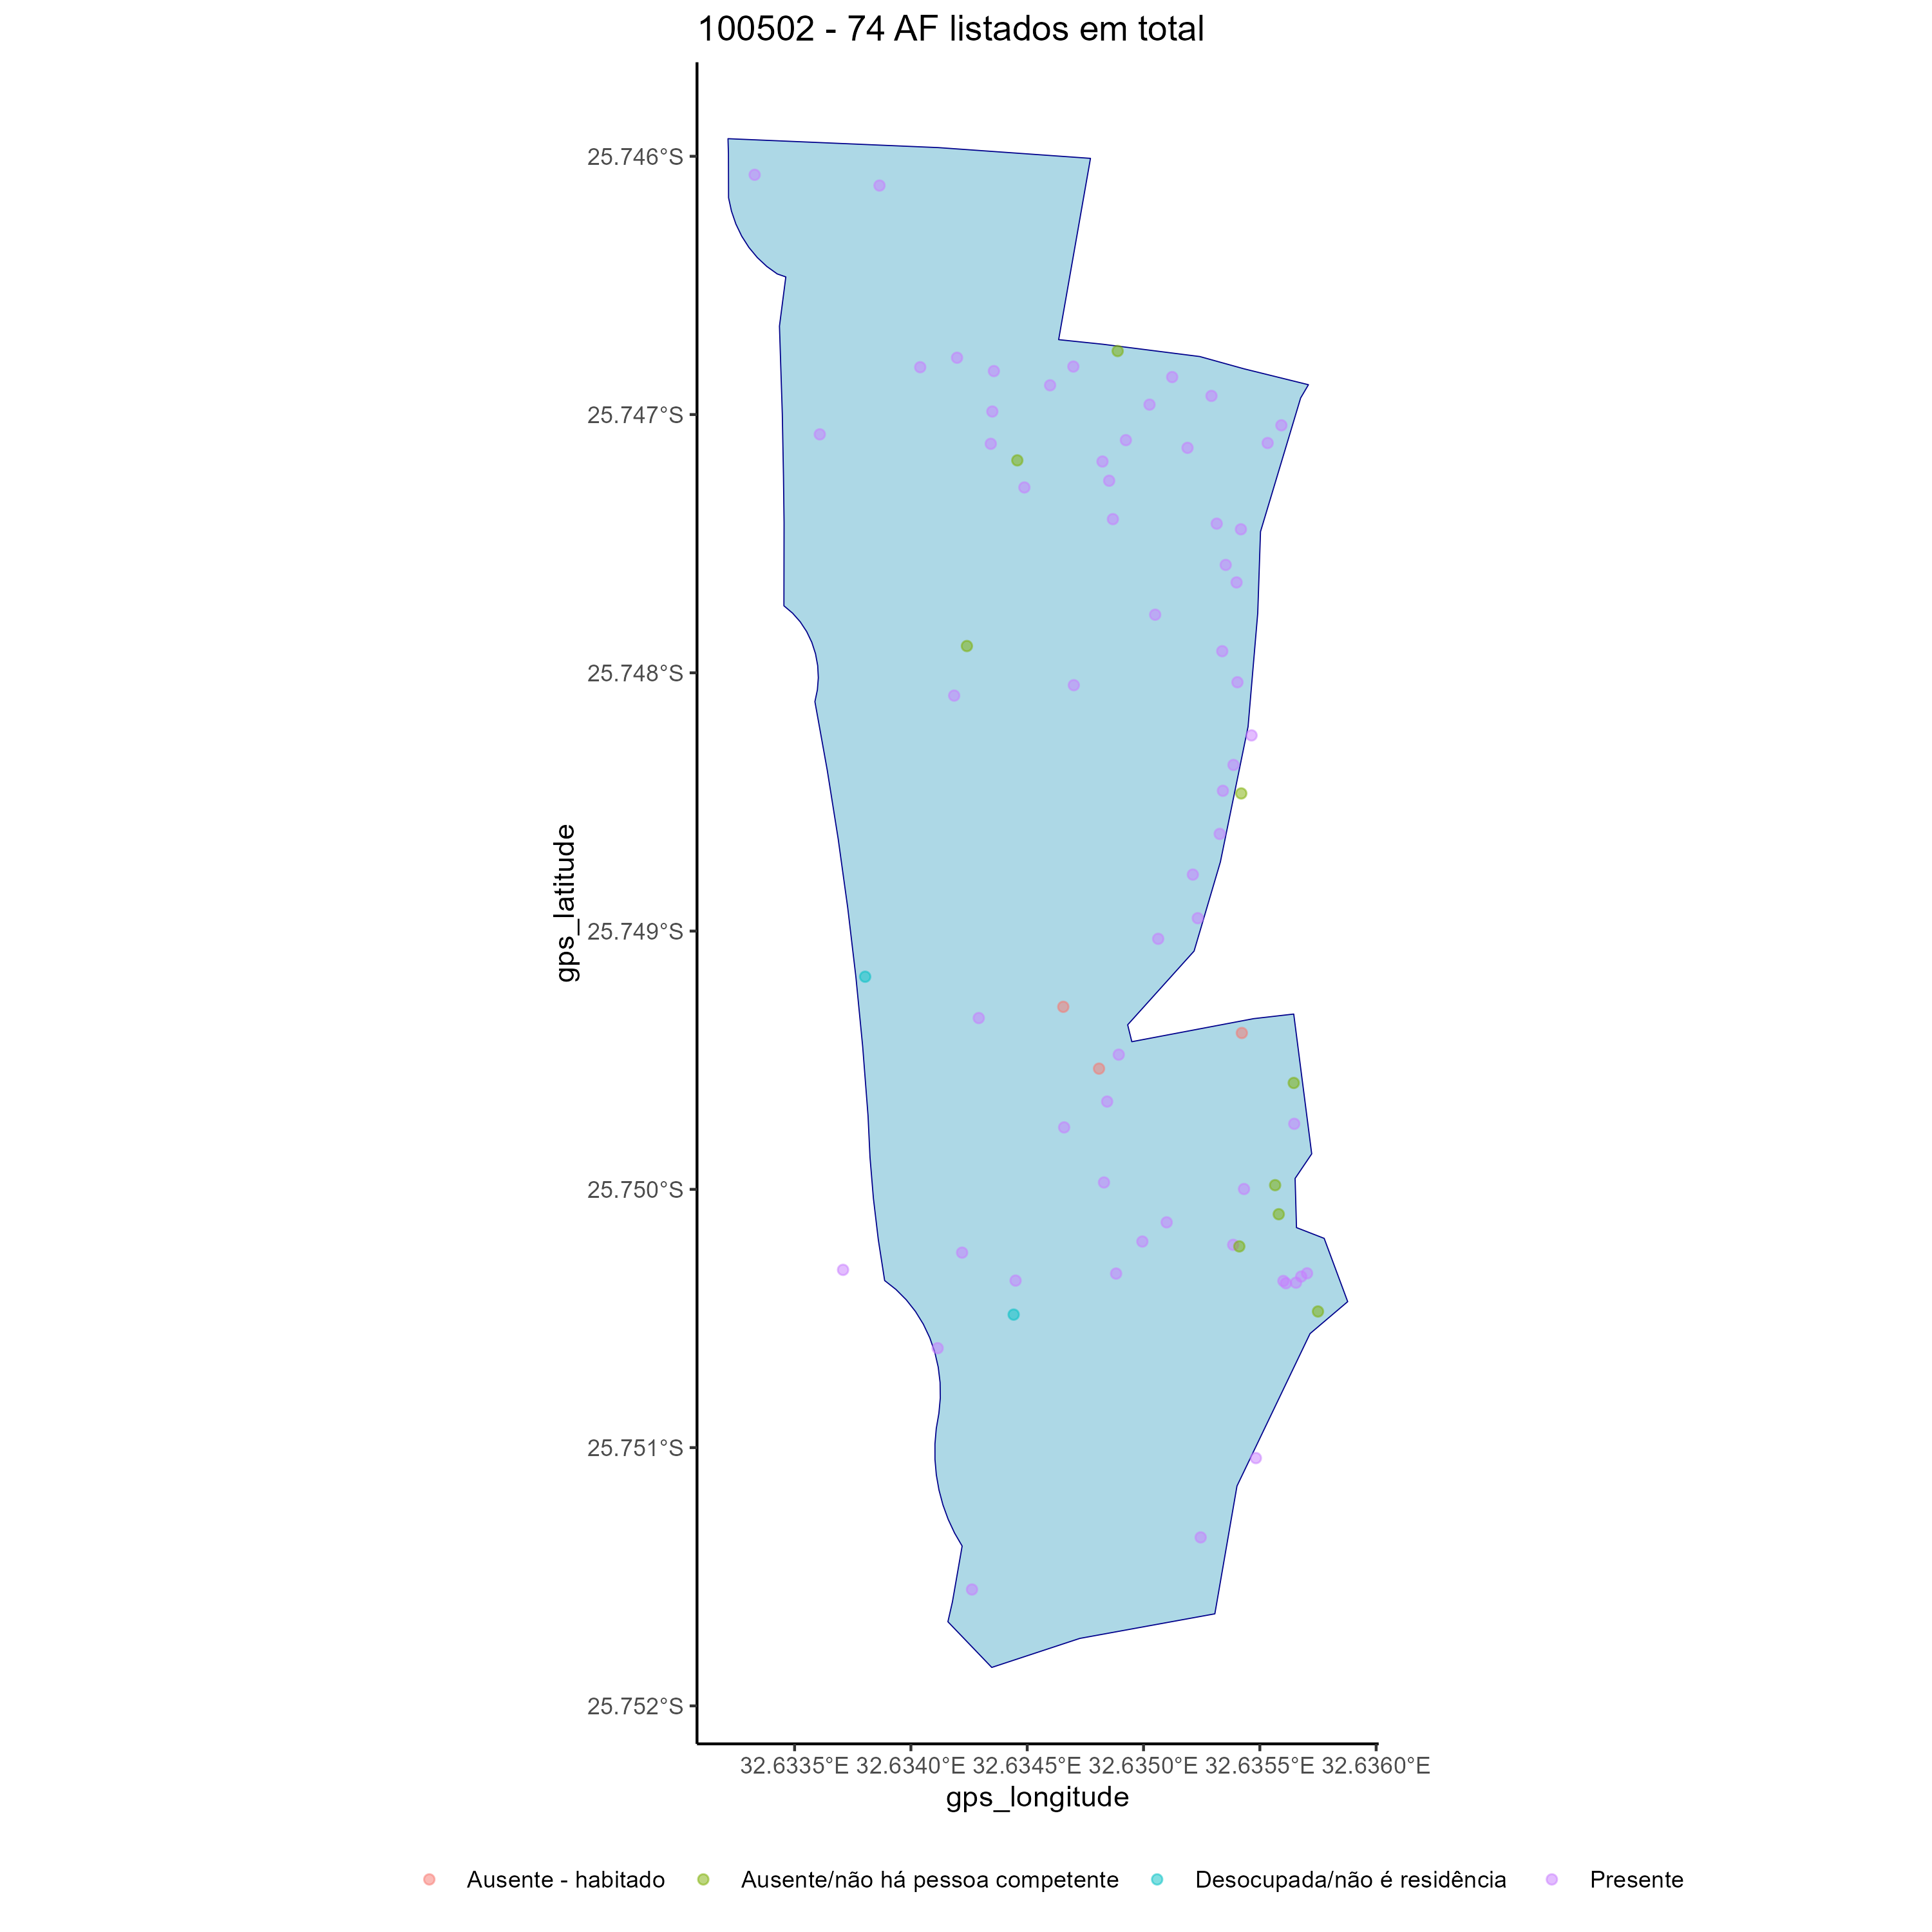 100502 - 74 AF listados em total
25.746°S
25.747°S
25.748°S
25.749°S
25.750°S
25.751°S
25.752°S
gps_latitude
32.6335°E 32.6340°E 32.6345°E 32.6350°E 32.6355°E 32.6360°E
gps_longitude
Ausente - habitado Ausente/não há pessoa competente Desocupada/não é residência Presente